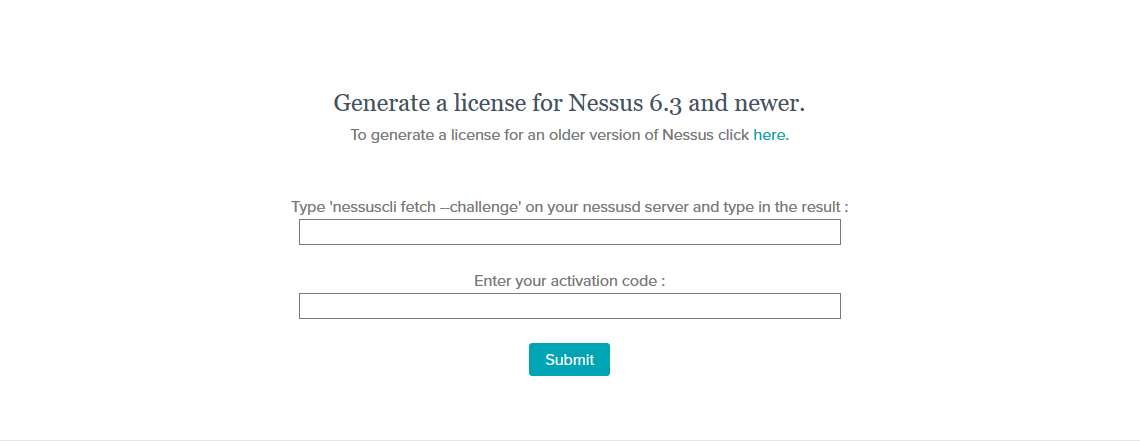 Generate a license for Nessus 6.3 and newer.
To generate a license for an older version of Nessus click here.
Type 'nessuscli fetch --challenge' on your nessusd server and type in the result :
Enter your activation code :
Submit